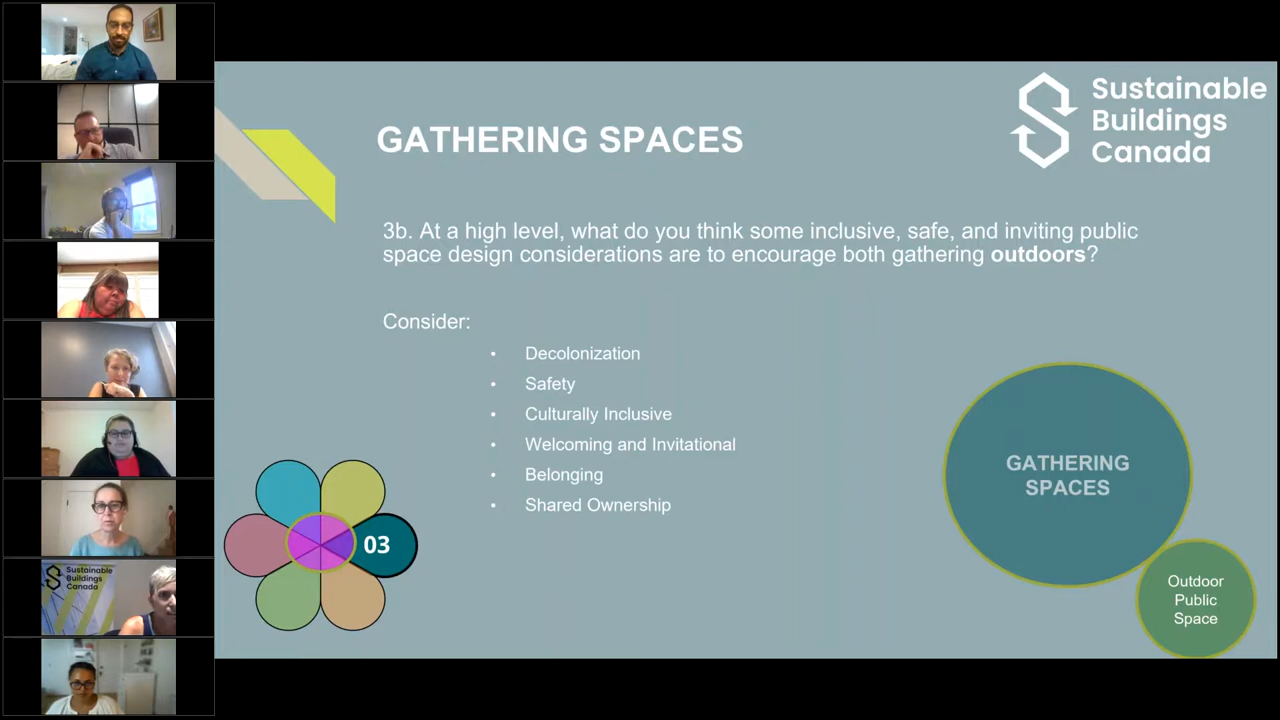 Sustainable
Buildings
Canada
GATHERING SPACES
3b. At a high level, what do you think some inclusive, safe, and inviting public
space design considerations are to encourage both gathering outdoors?
Consider:
• Decolonization
• Safety
• Culturally Inclusive
• Welcoming and Invitational
• Belonging
• Shared Ownership
03
GATHERING
SPACES
Outdoor
Public
Space
Sustainable
Buildings
Canada